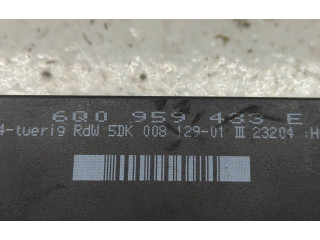 6Q0 959 433 E
4-tuerig RdW 5DK 008 129-01 III 23204 :H